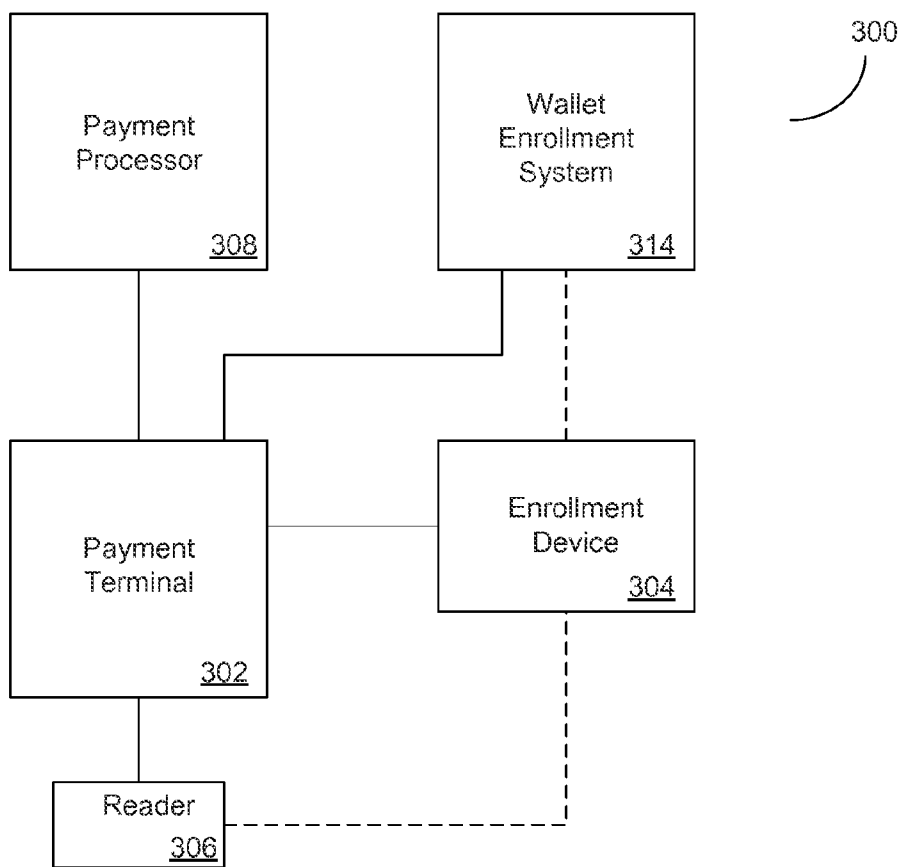 300
Payment
Processor
308
Wallet
Enrollment
System
314
Payment
Terminal
302
Enrollment
Device
304
Reader
306